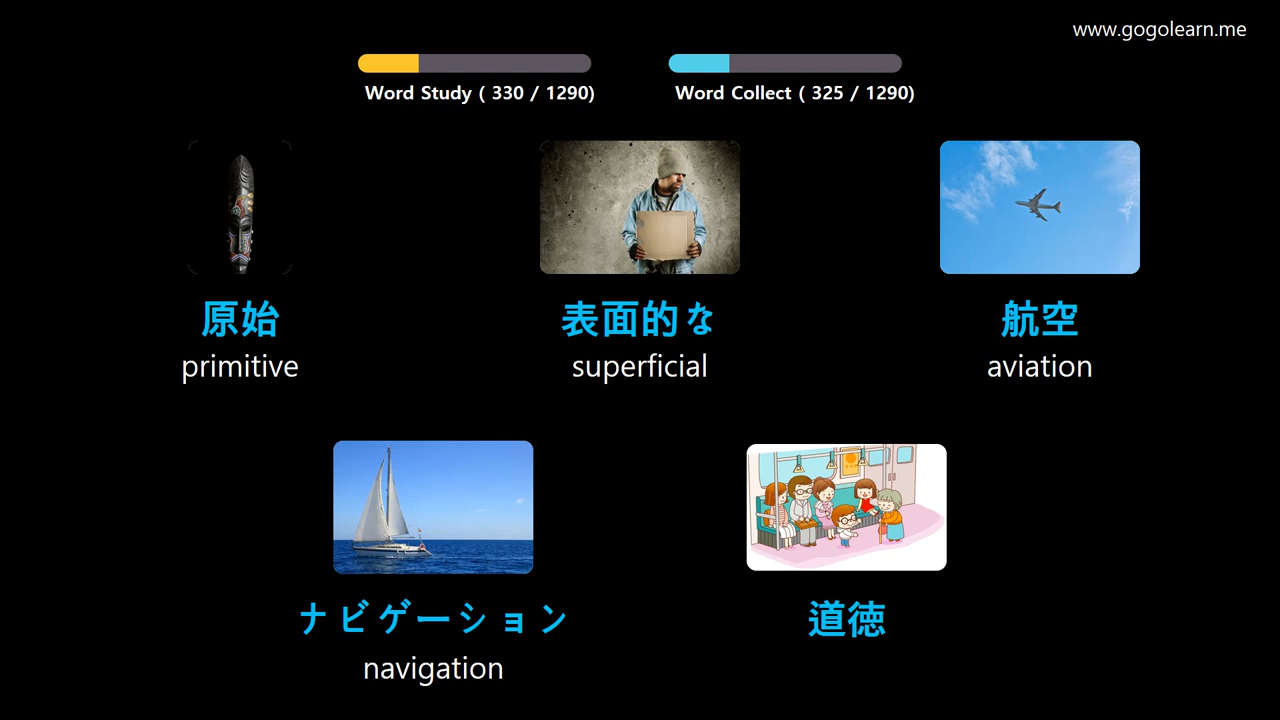 www.gogolearn.me
Word Study ( 330 / 1290)
Word Collect ( 325 / 1290)
原始
primitive
表面的な
superficial
航空
aviation
ナビゲーション
navigation
道徳